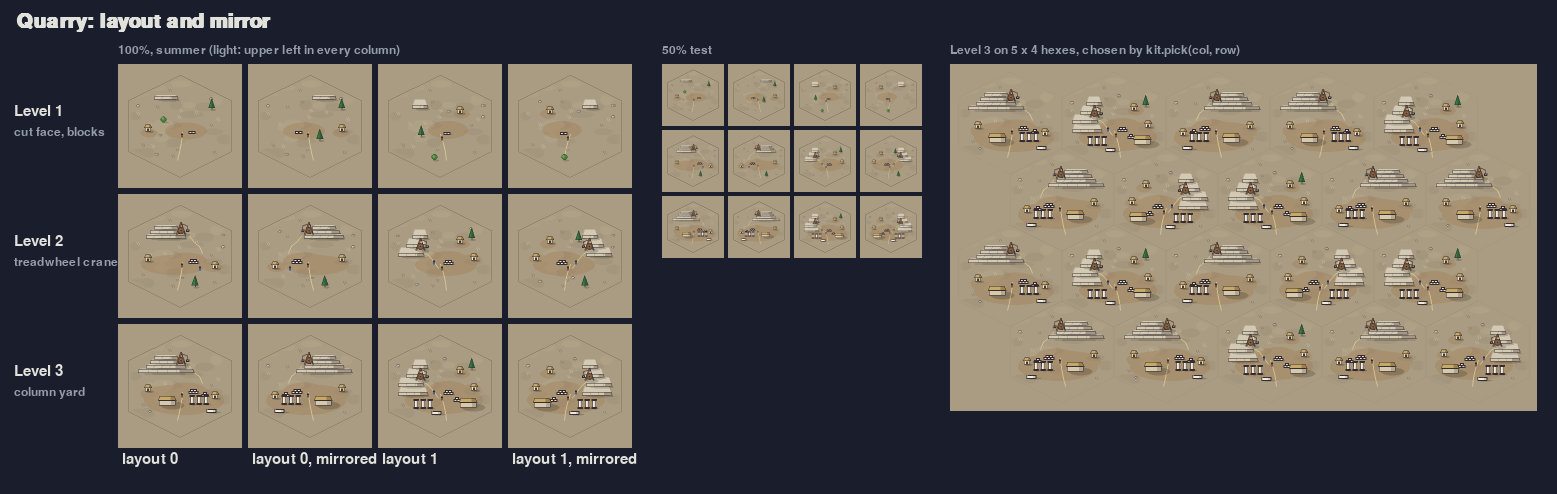 Quarry: layout and mirror
100%, summer (light: upper left in every column)
50% test
Level 3 on 5 x 4 hexes, chosen by kit.pick(col, row)
Level 1
cut face, blocks
Level 2
treadwheel crane
Level 3
column yard
layout 0
layout 0, mirrored
layout 1
layout 1, mirrored